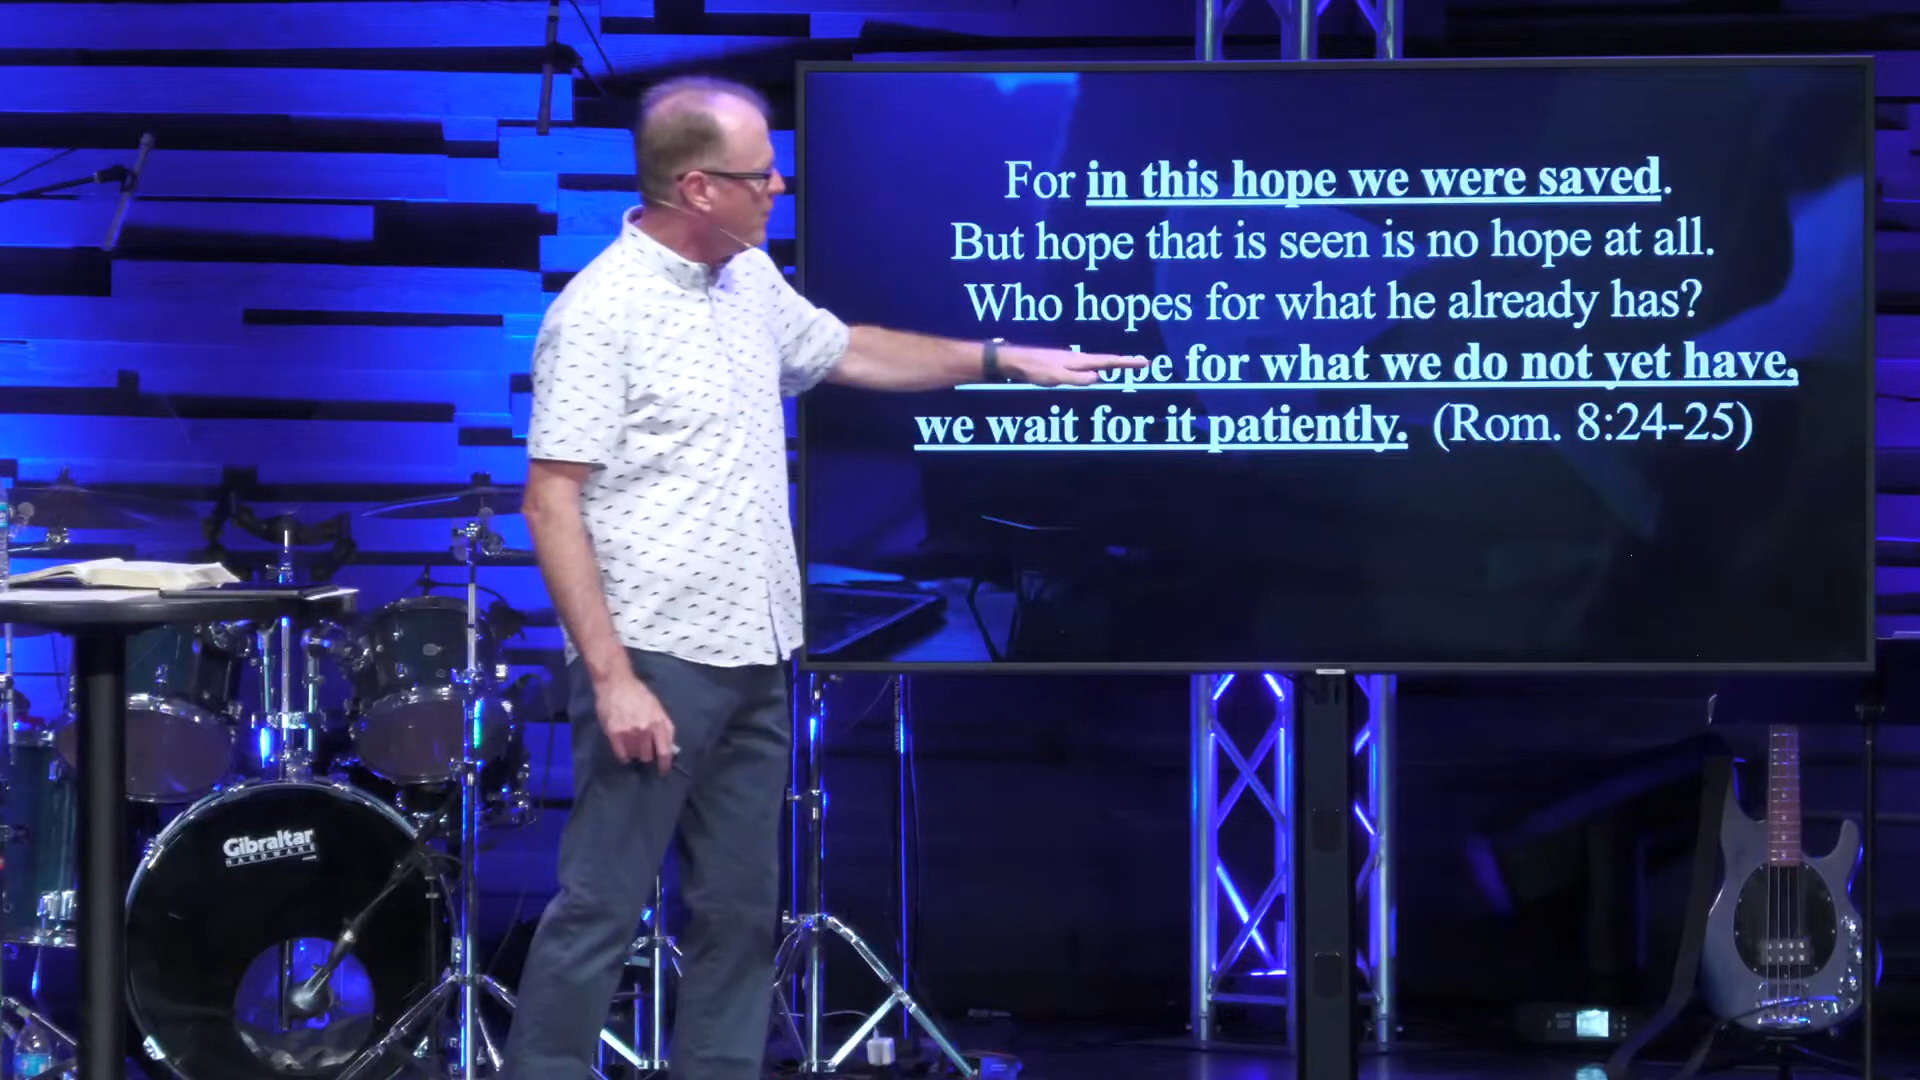 For in this hope we were saved.
But hope that is seen is no hope at all.
Who hopes for what he already has?
hope for what we do not yet have,
we wait for it patiently. (Rom. 8:24-25)
Gibraltar
HARDWARE